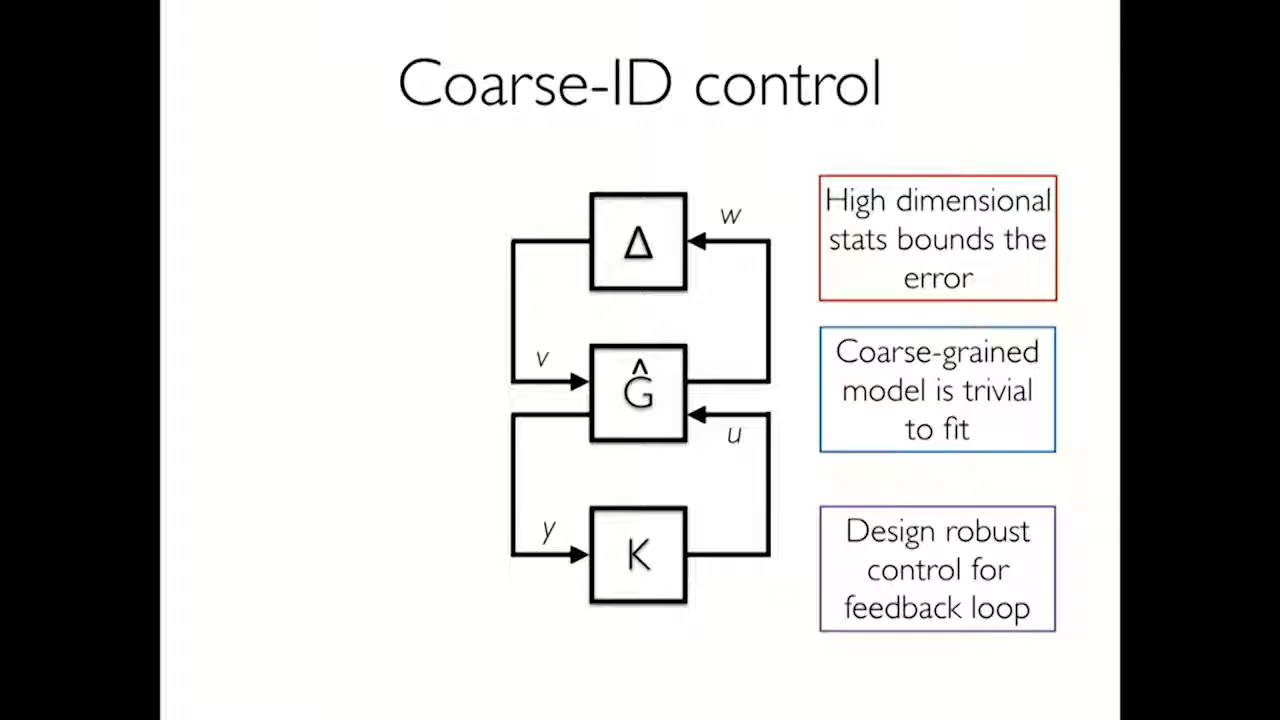 Coarse-ID control
Δ
w
High dimensional
stats bounds the
error
v
Ĝ
u
Coarse-grained
model is trivial
to fit
y
K
Design robust
control for
feedback loop